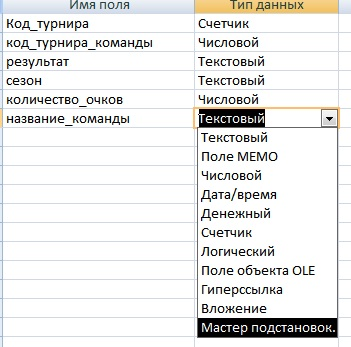 Имя поля Тип данных
Код_турнира Счетчик
код_турнира_команды Числовой
результат Текстовый
сезон Текстовый
количество_очков Числовой
название_команды Текстовый
Текстовый
Поле МЕМО
Числовой
Дата/время
Денежный
Счетчик
Логический
Поле объекта OLE
Гиперссылка
Вложение
Мастер подстановок.